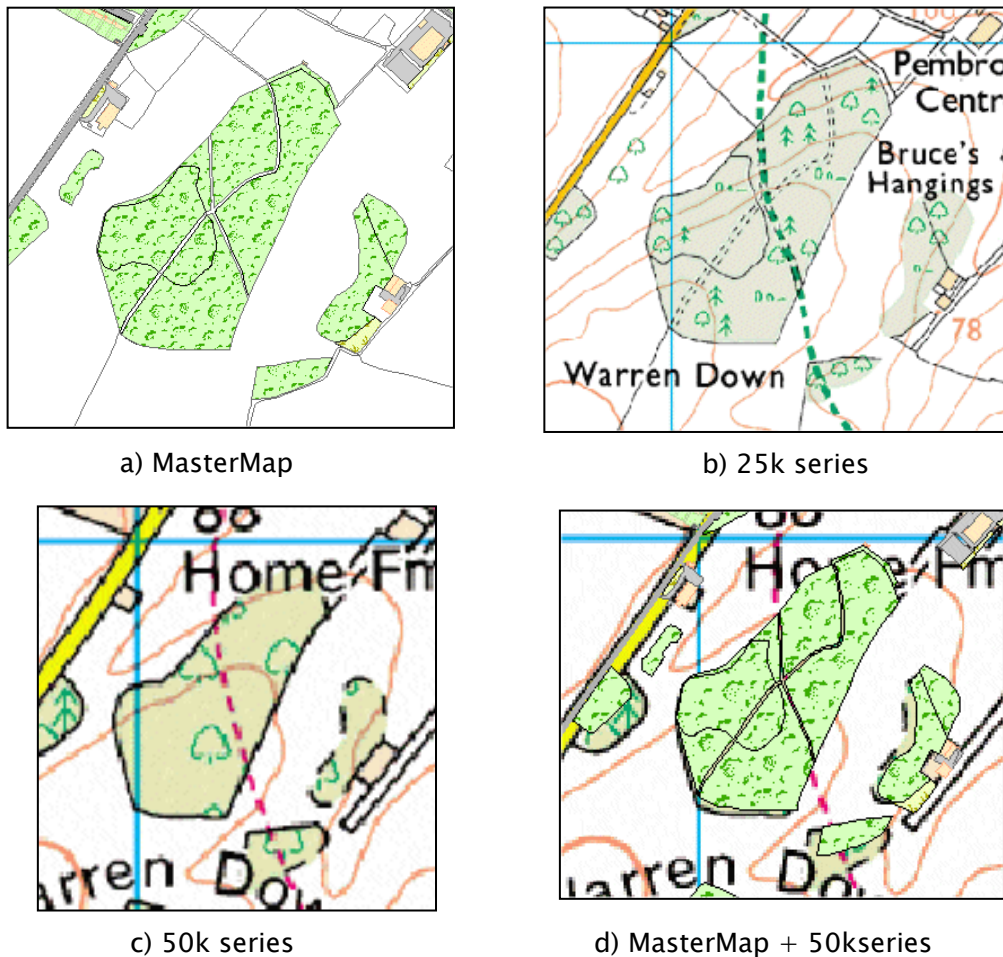 Pembro
Centr
Bruce's
Hangings
78
Warren Down
a) MasterMap
b) 25k series
Home Fm
arren Do
Fm
arren Do
c) 50k series
d) MasterMap + 50kseries